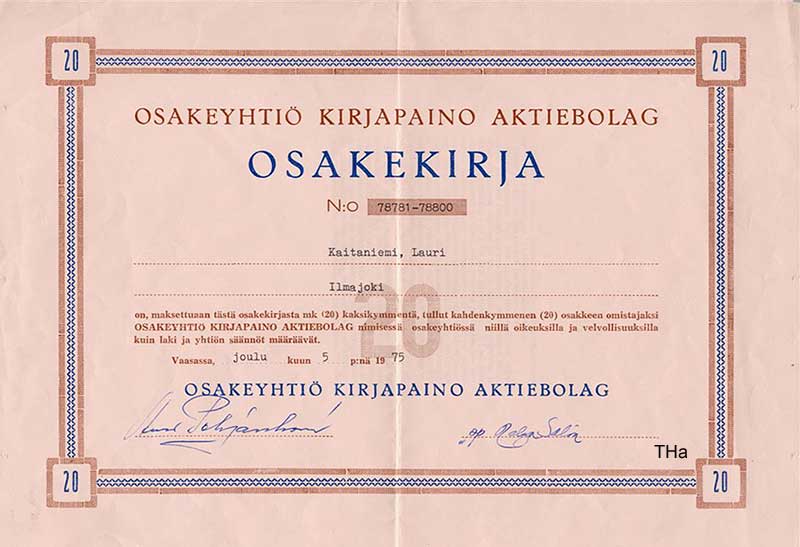 20 20
OSAKEYHTIÖ KIRJAPAINO AKTIEBOLAG
OSAKEKIRJA
N:o 78781-78800
Kaitaniemi, Lauri
Ilmajoki
20
on, maksettuaan tästä osakekirjasta mk (20) kaksikymmentä, tullut kahdenkymmenen (20) osakkeen omistajaksi
OSAKEYHTIÖ KIRJAPAINO AKTIEBOLAG nimisessä osakeyhtiössä niillä oikeuksilla ja velvollisuuksilla
kuin laki ja yhtiön säännöt määräävät.
Vaasassa, joulu kuun 5 p:nä 1975
OSAKEYHTIÖ KIRJAPAINO AKTIEBOLAG
THa
20 20